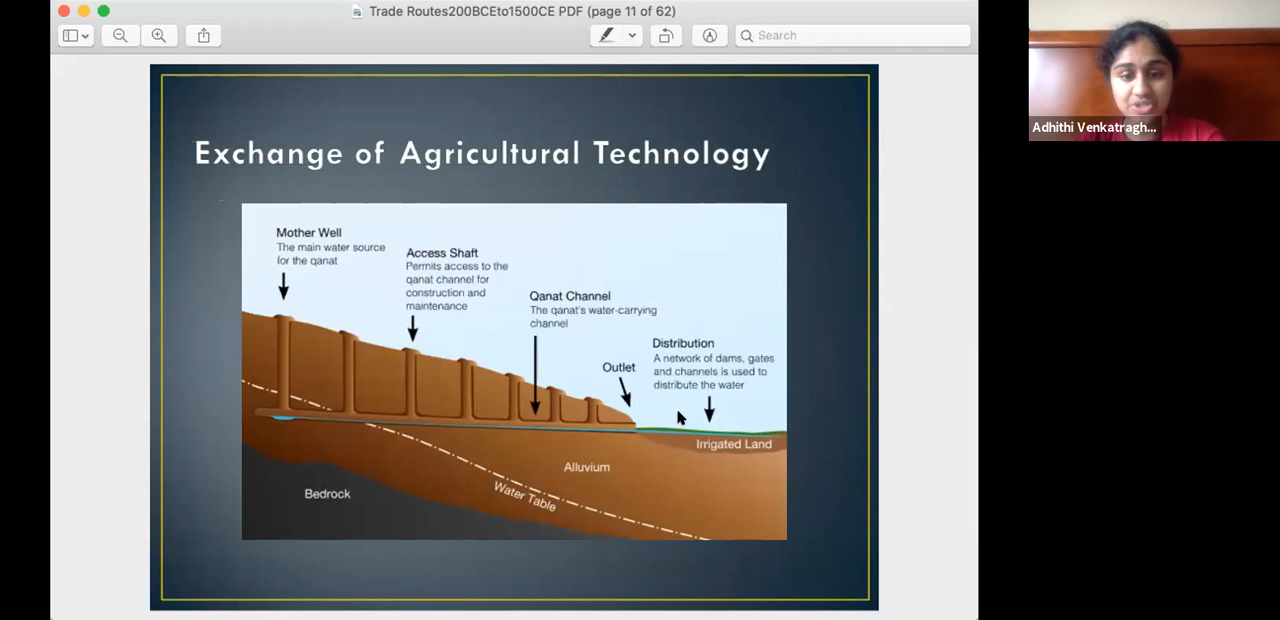 Trade Routes200BCEto1500CE PDF (page 11 of 62)
Search
Adhithi Venkatragh...
Exchange of Agricultural Technology
Mother Well
The main water source
for the qanat
Access Shaft
Permits access to the
qanat channel for
construction and
maintenance
Qanat Channel
The qanat's water-carrying
channel
Outlet
Distribution
A network of dams, gates
and channels is used to
distribute the water
Irrigated Land
Alluvium
Water Table
Bedrock